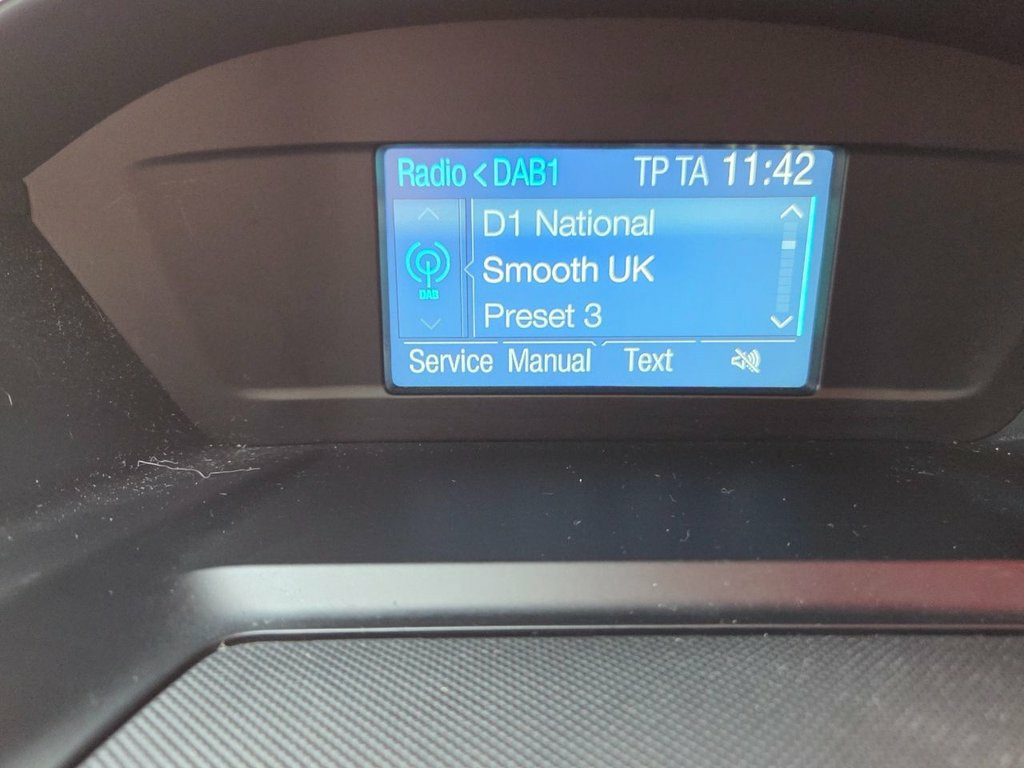 Radio < DAB1 TP TA 11:42
D1 National
DAB
Smooth UK
Preset 3
Service Manual Text